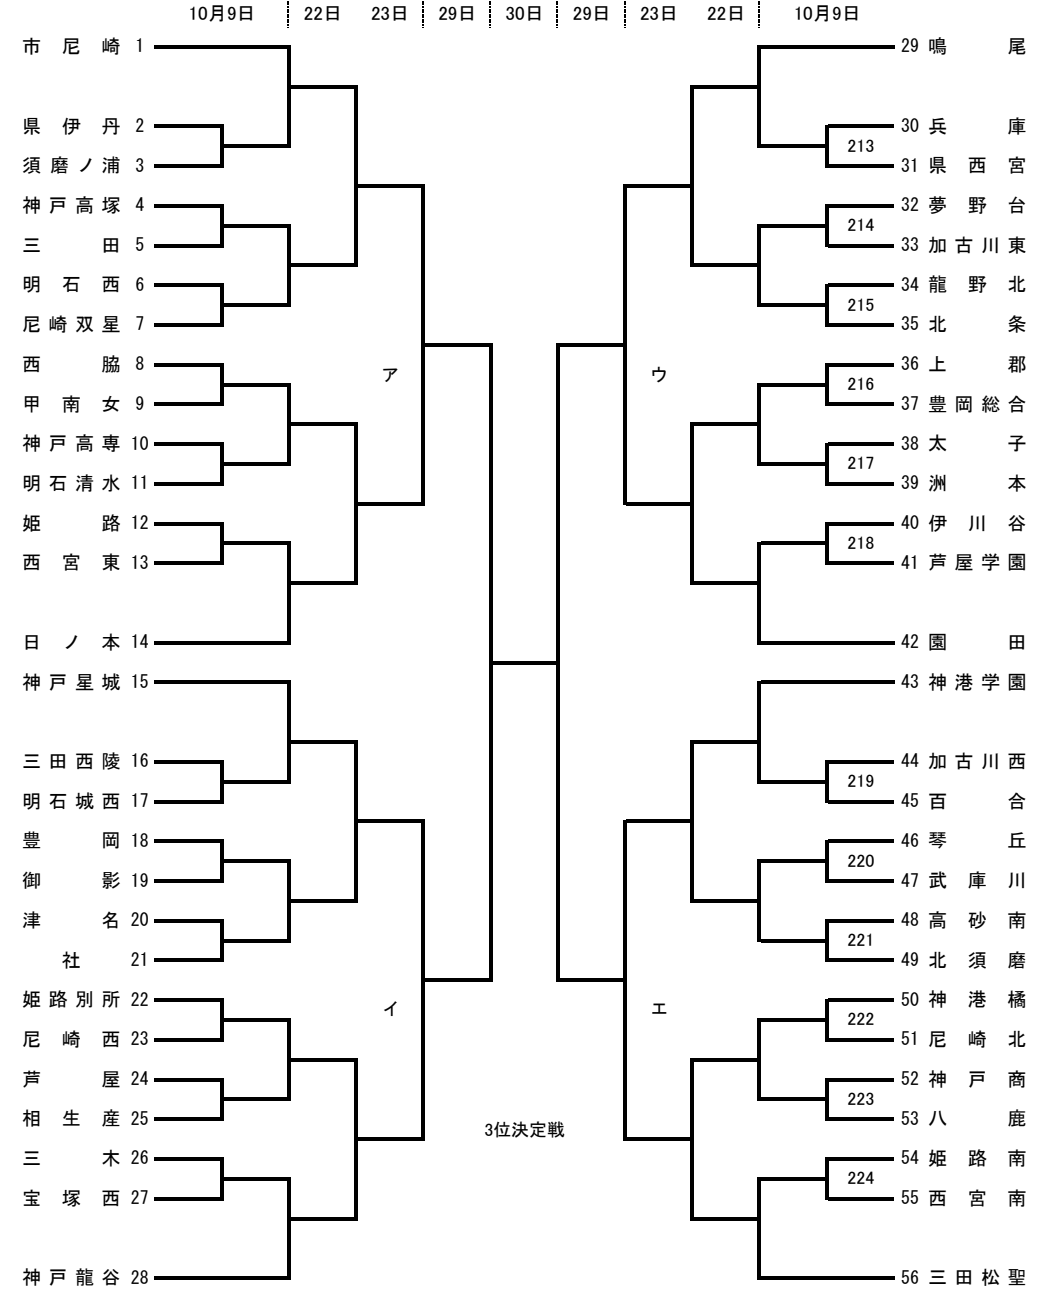 10月9日 22日 23日 29日 30日 29日 23日 22日 10月9日
市尼崎 1
県伊丹 2
須磨ノ浦 3
神戸高塚 4
三田 5
明石西 6
尼崎双星 7
西脇 8
甲南女 9
神戸高専 10
明石清水 11
姫路 12
西宮東 13
日ノ本 14
神戸星城 15
三田西陵 16
明石城西 17
豊岡 18
御影 19
津名 20
社 21
姫路別所 22
尼崎西 23
芦屋 24
相生産 25
三木 26
宝塚西 27
神戸龍谷 28
ア
イ
3位決定戦
ウ
エ
213
214
215
216
217
218
219
220
221
222
223
224
29 鳴尾
30 兵庫
31 県西宮
32 夢野台
33 加古川東
34 龍野北
35 北条
36 上郡
37 豊岡総合
38 太子
39 洲本
40 伊川谷
41 芦屋学園
42 園田
43 神港学園
44 加古川西
45 百合
46 琴丘
47 武庫川
48 高砂南
49 北須磨
50 神港橘
51 尼崎北
52 神戸商
53 八鹿
54 姫路南
55 西宮南
56 三田松聖